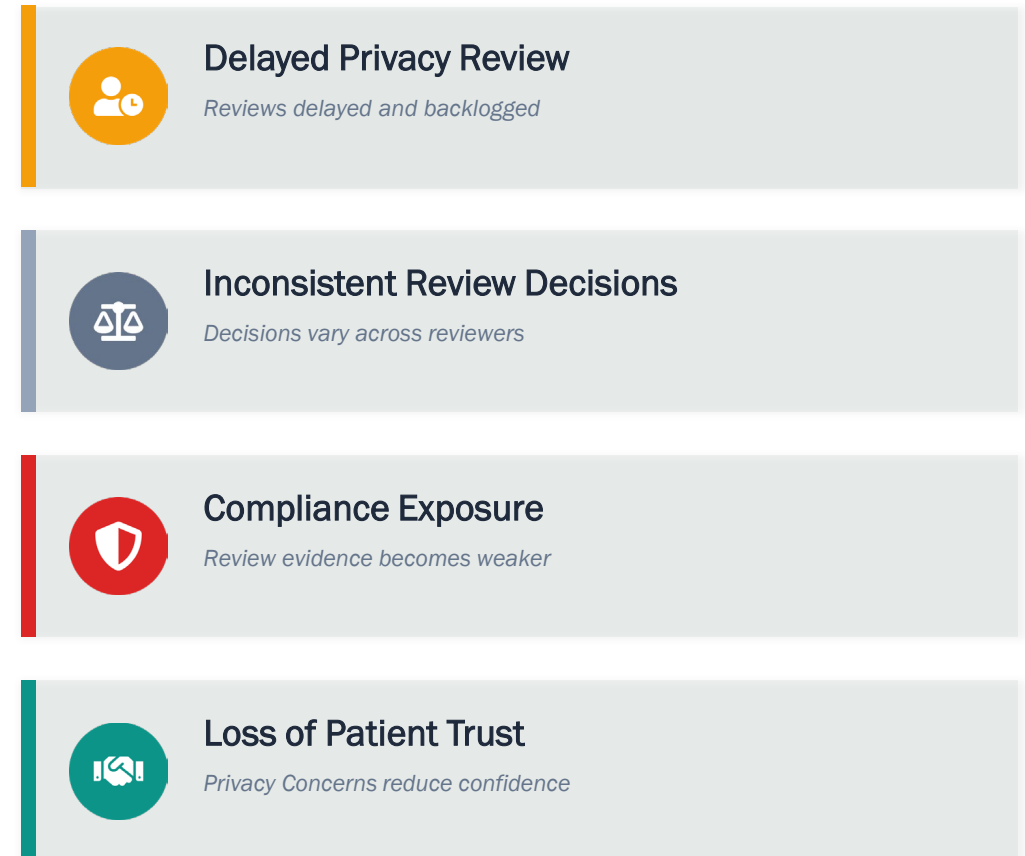 Delayed Privacy Review
Reviews delayed and backlogged
Inconsistent Review Decisions
Decisions vary across reviewers
Compliance Exposure
Review evidence becomes weaker
Loss of Patient Trust
Privacy Concerns reduce confidence